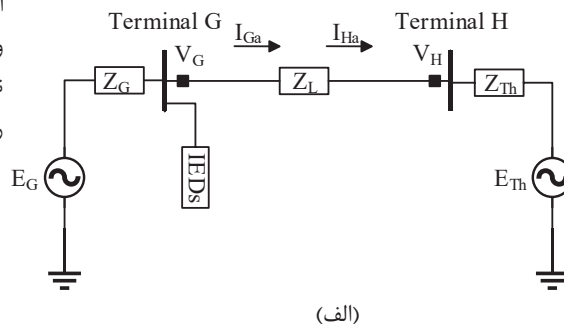 Terminal G
Terminal H
I_Ga
I_Ha
V_G
V_H
Z_G
Z_L
Z_Th
IEDs
E_G
E_Th
(الف)